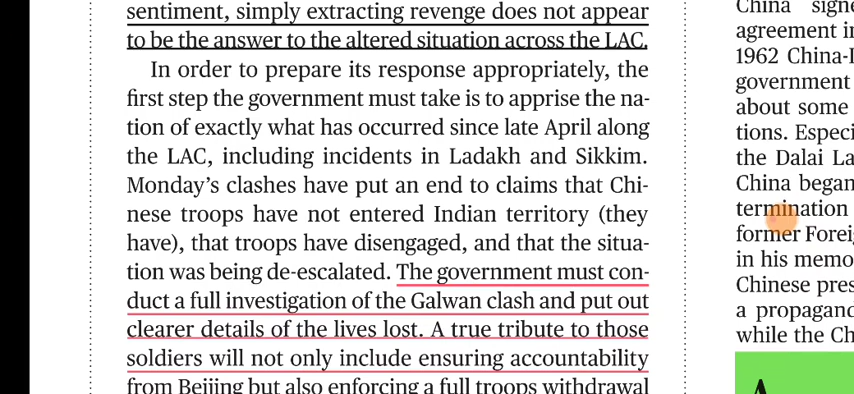 sentiment, simply extracting revenge does not appear
to be the answer to the altered situation across the LAC.
In order to prepare its response appropriately, the
first step the government must take is to apprise the na-
tion of exactly what has occurred since late April along
the LAC, including incidents in Ladakh and Sikkim.
Monday's clashes have put an end to claims that Chi-
nese troops have not entered Indian territory (they
have), that troops have disengaged, and that the situa-
tion was being de-escalated. The government must con-
duct a full investigation of the Galwan clash and put out
clearer details of the lives lost. A true tribute to those
soldiers will not only include ensuring accountability
from Beijing but also enforcing a full troops withdrawal
China
agreement
1962
government
about some
tions.
the Dalai
China began
termination
former
in his
Chinese
a
while the